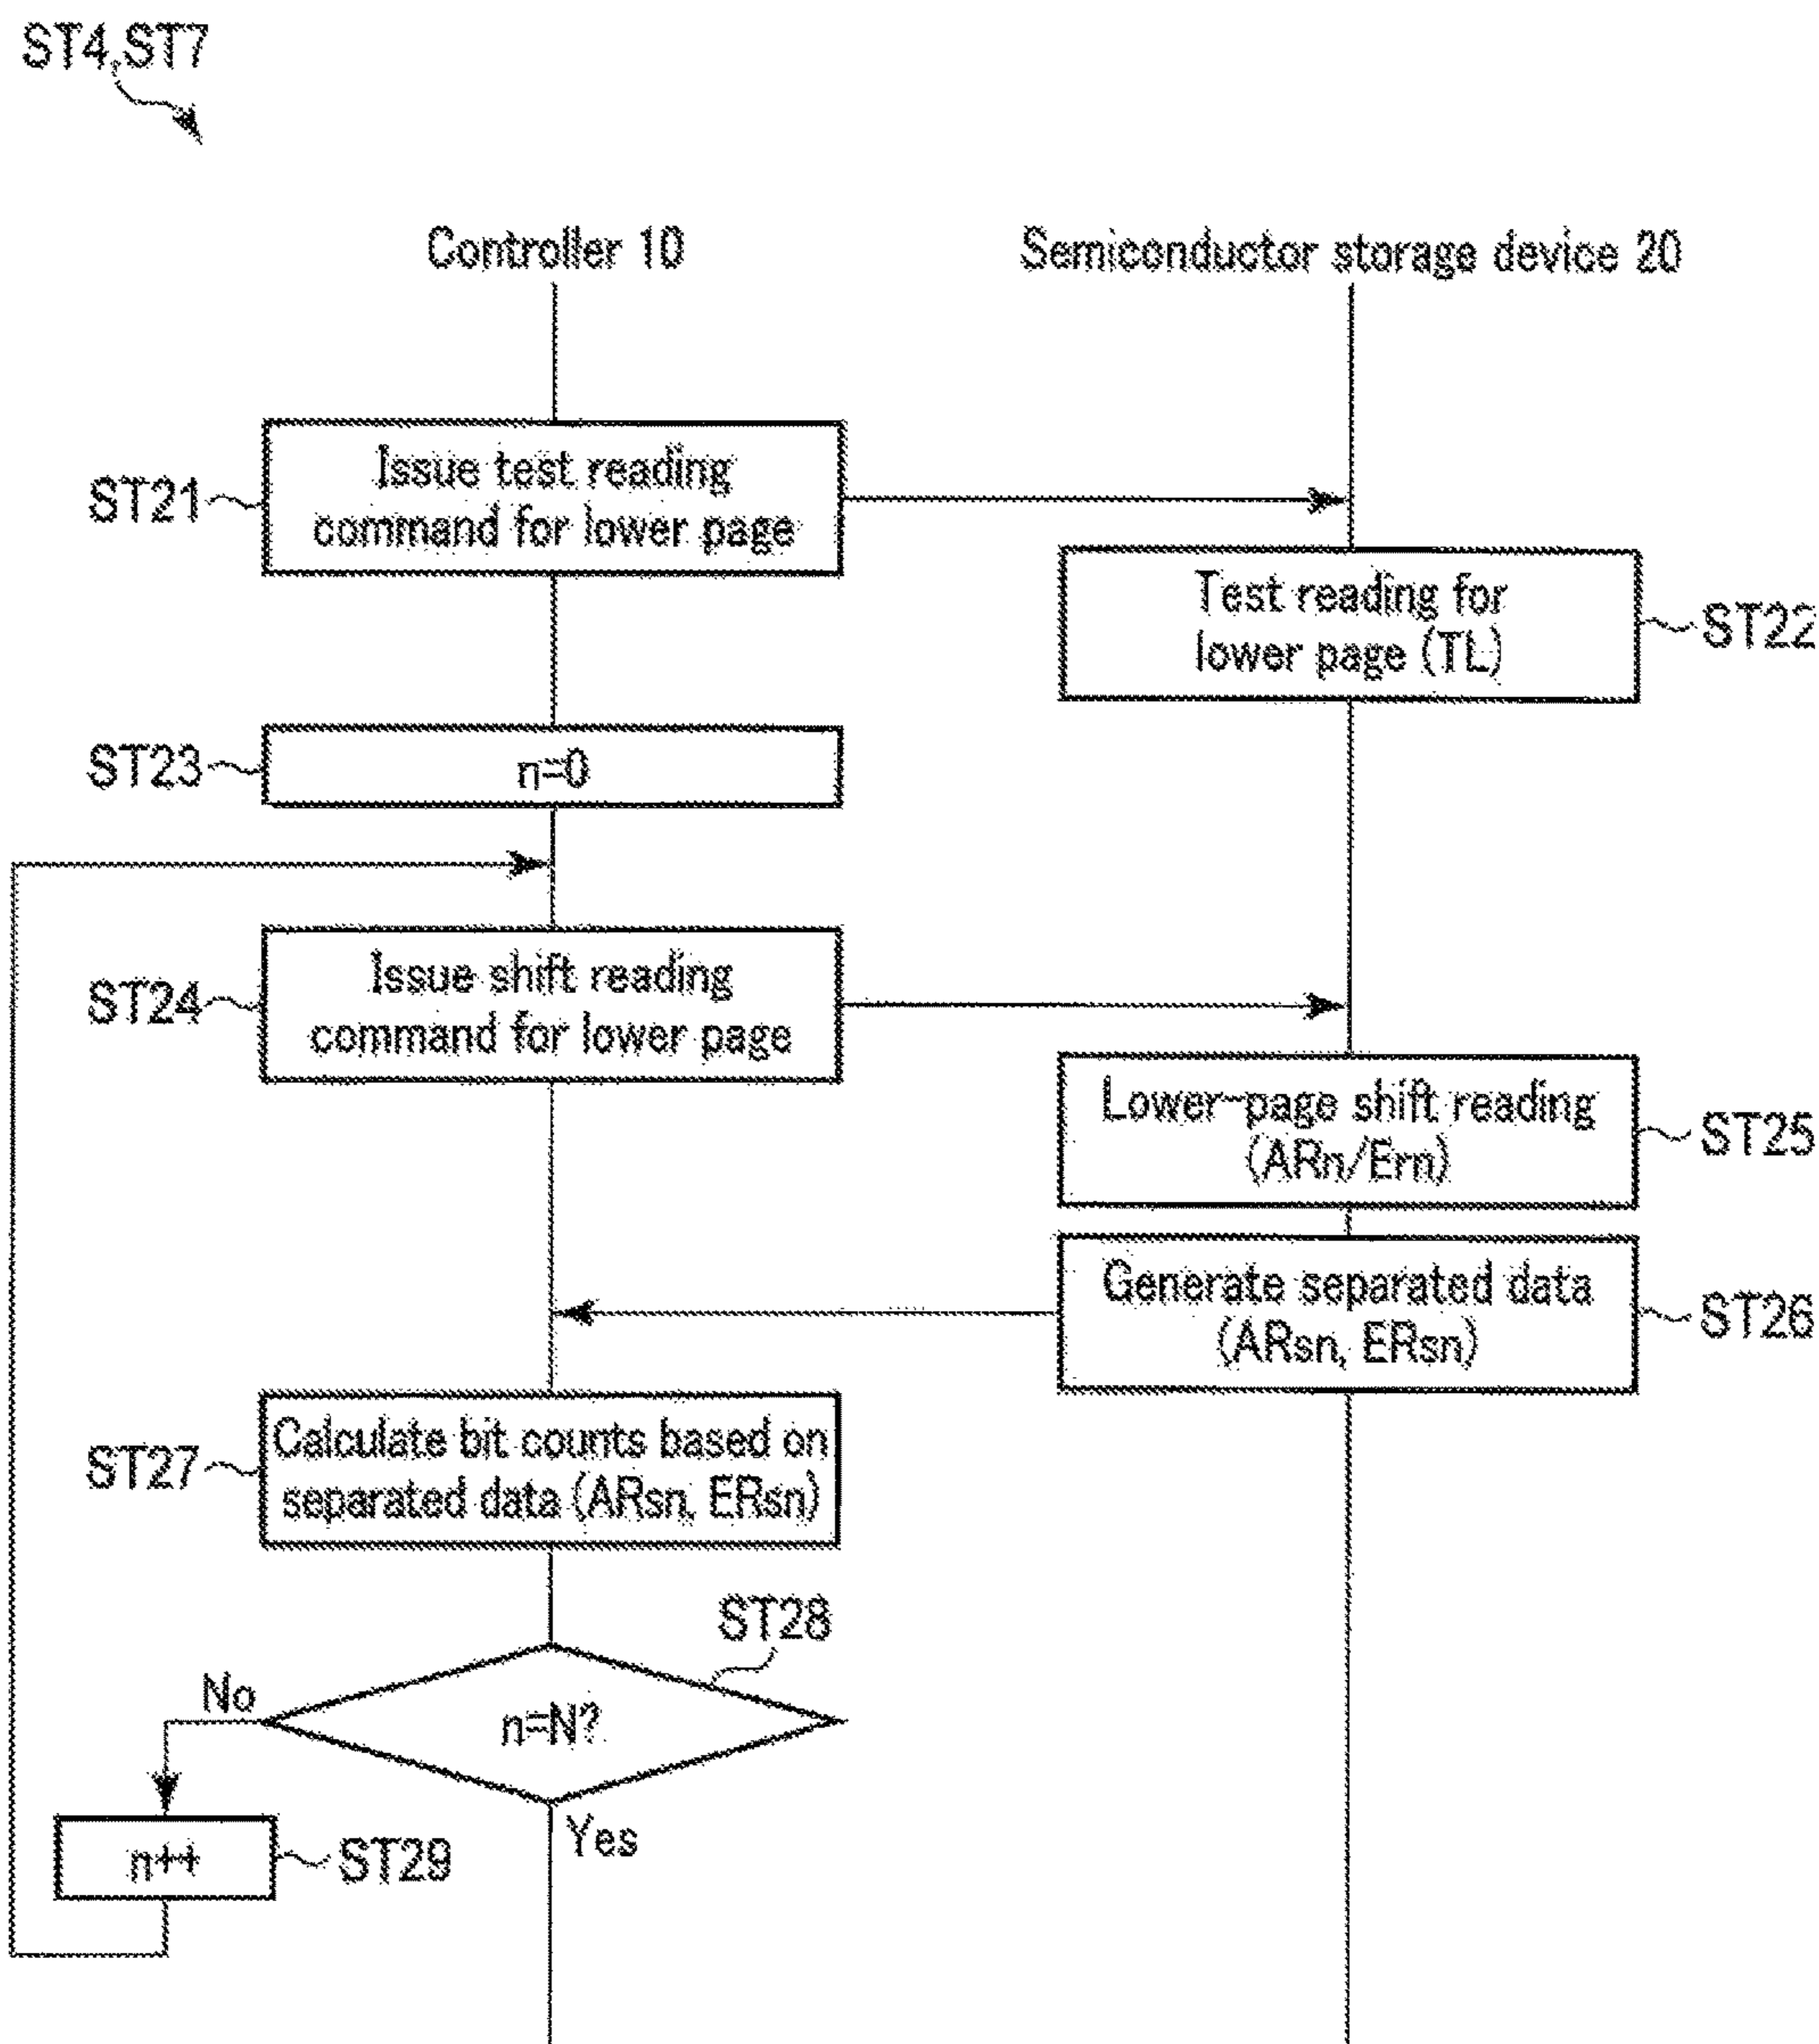 ST4,ST7
Controller 10
Semiconductor storage device 20
ST21
Issue test reading
command for lower page
Test reading for
lower page (TL)
ST22
ST23
n=0
ST24
Issue shift reading
command for lower page
Lower-page shift reading
(ARn/Ern)
ST25
Generate separated data
(ARsn, ERsn)
ST26
ST27
Calculate bit counts based on
separated data (ARsn, ERsn)
ST28
No
n=N?
Yes
n++
ST29